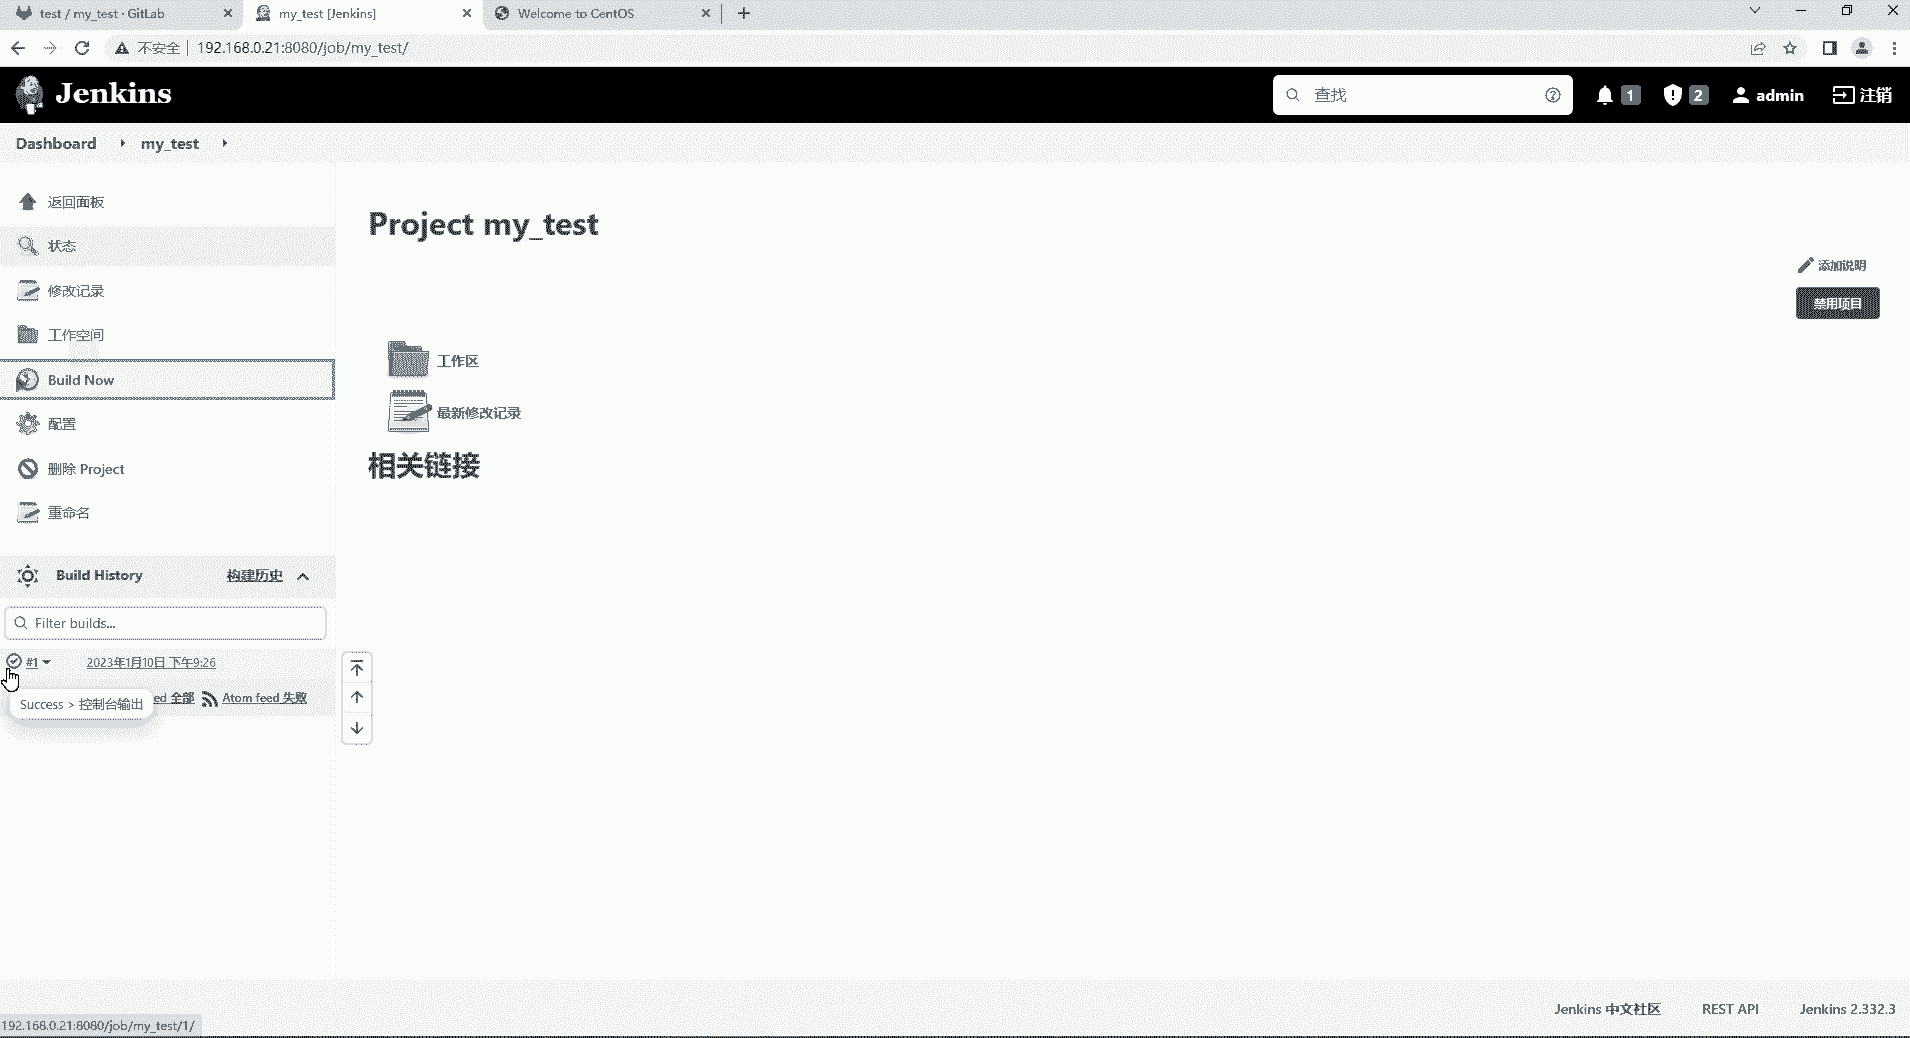 test / my_test · GitLab
my_test [Jenkins]
Welcome to CentOS
不安全
192.168.0.21:8080/job/my_test/
Jenkins
查找
1
2
admin
注销
Dashboard
my_test
返回面板
状态
修改记录
工作空间
Build Now
配置
删除 Project
重命名
Build History
构建历史
Filter builds...
#1
2023年1月10日 下午9:26
ed 全部
Atom feed 失败
Success > 控制台输出
Project my_test
添加说明
禁用项目
工作区
最新修改记录
相关链接
Jenkins 中文社区
REST API
Jenkins 2.332.3
192.168.0.21:8080/job/my_test/1/